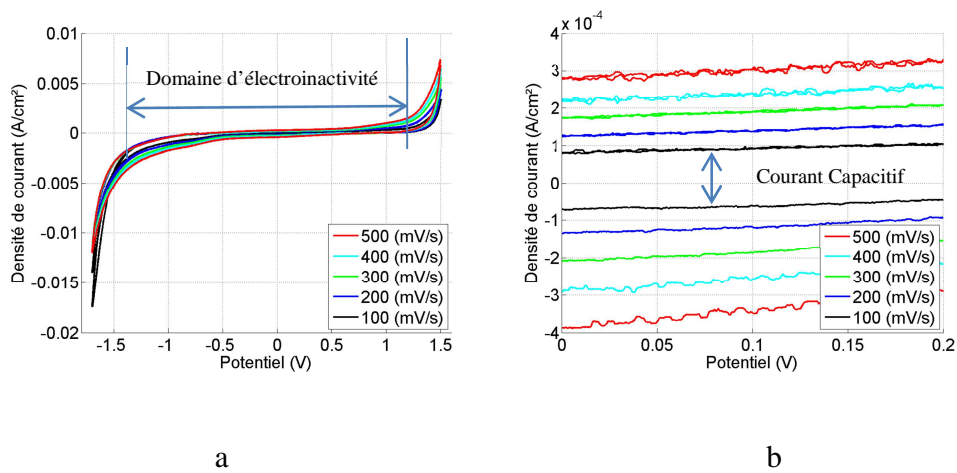 0.01
0.005
0
-0.005
-0.01
-0.015
-0.02
Densité de courant (A/cm²)
Domaine d'électroinactivité
500 (mV/s)
400 (mV/s)
300 (mV/s)
200 (mV/s)
100 (mV/s)
-1.5 -1 -0.5 0 0.5 1 1.5
Potentiel (V)
a
4 x 10⁻⁴
3
2
1
0
-1
-2
-3
-4
Densité de courant (A/cm²)
Courant Capacitif
500 (mV/s)
400 (mV/s)
300 (mV/s)
200 (mV/s)
100 (mV/s)
0 0.05 0.1 0.15 0.2
Potentiel (V)
b